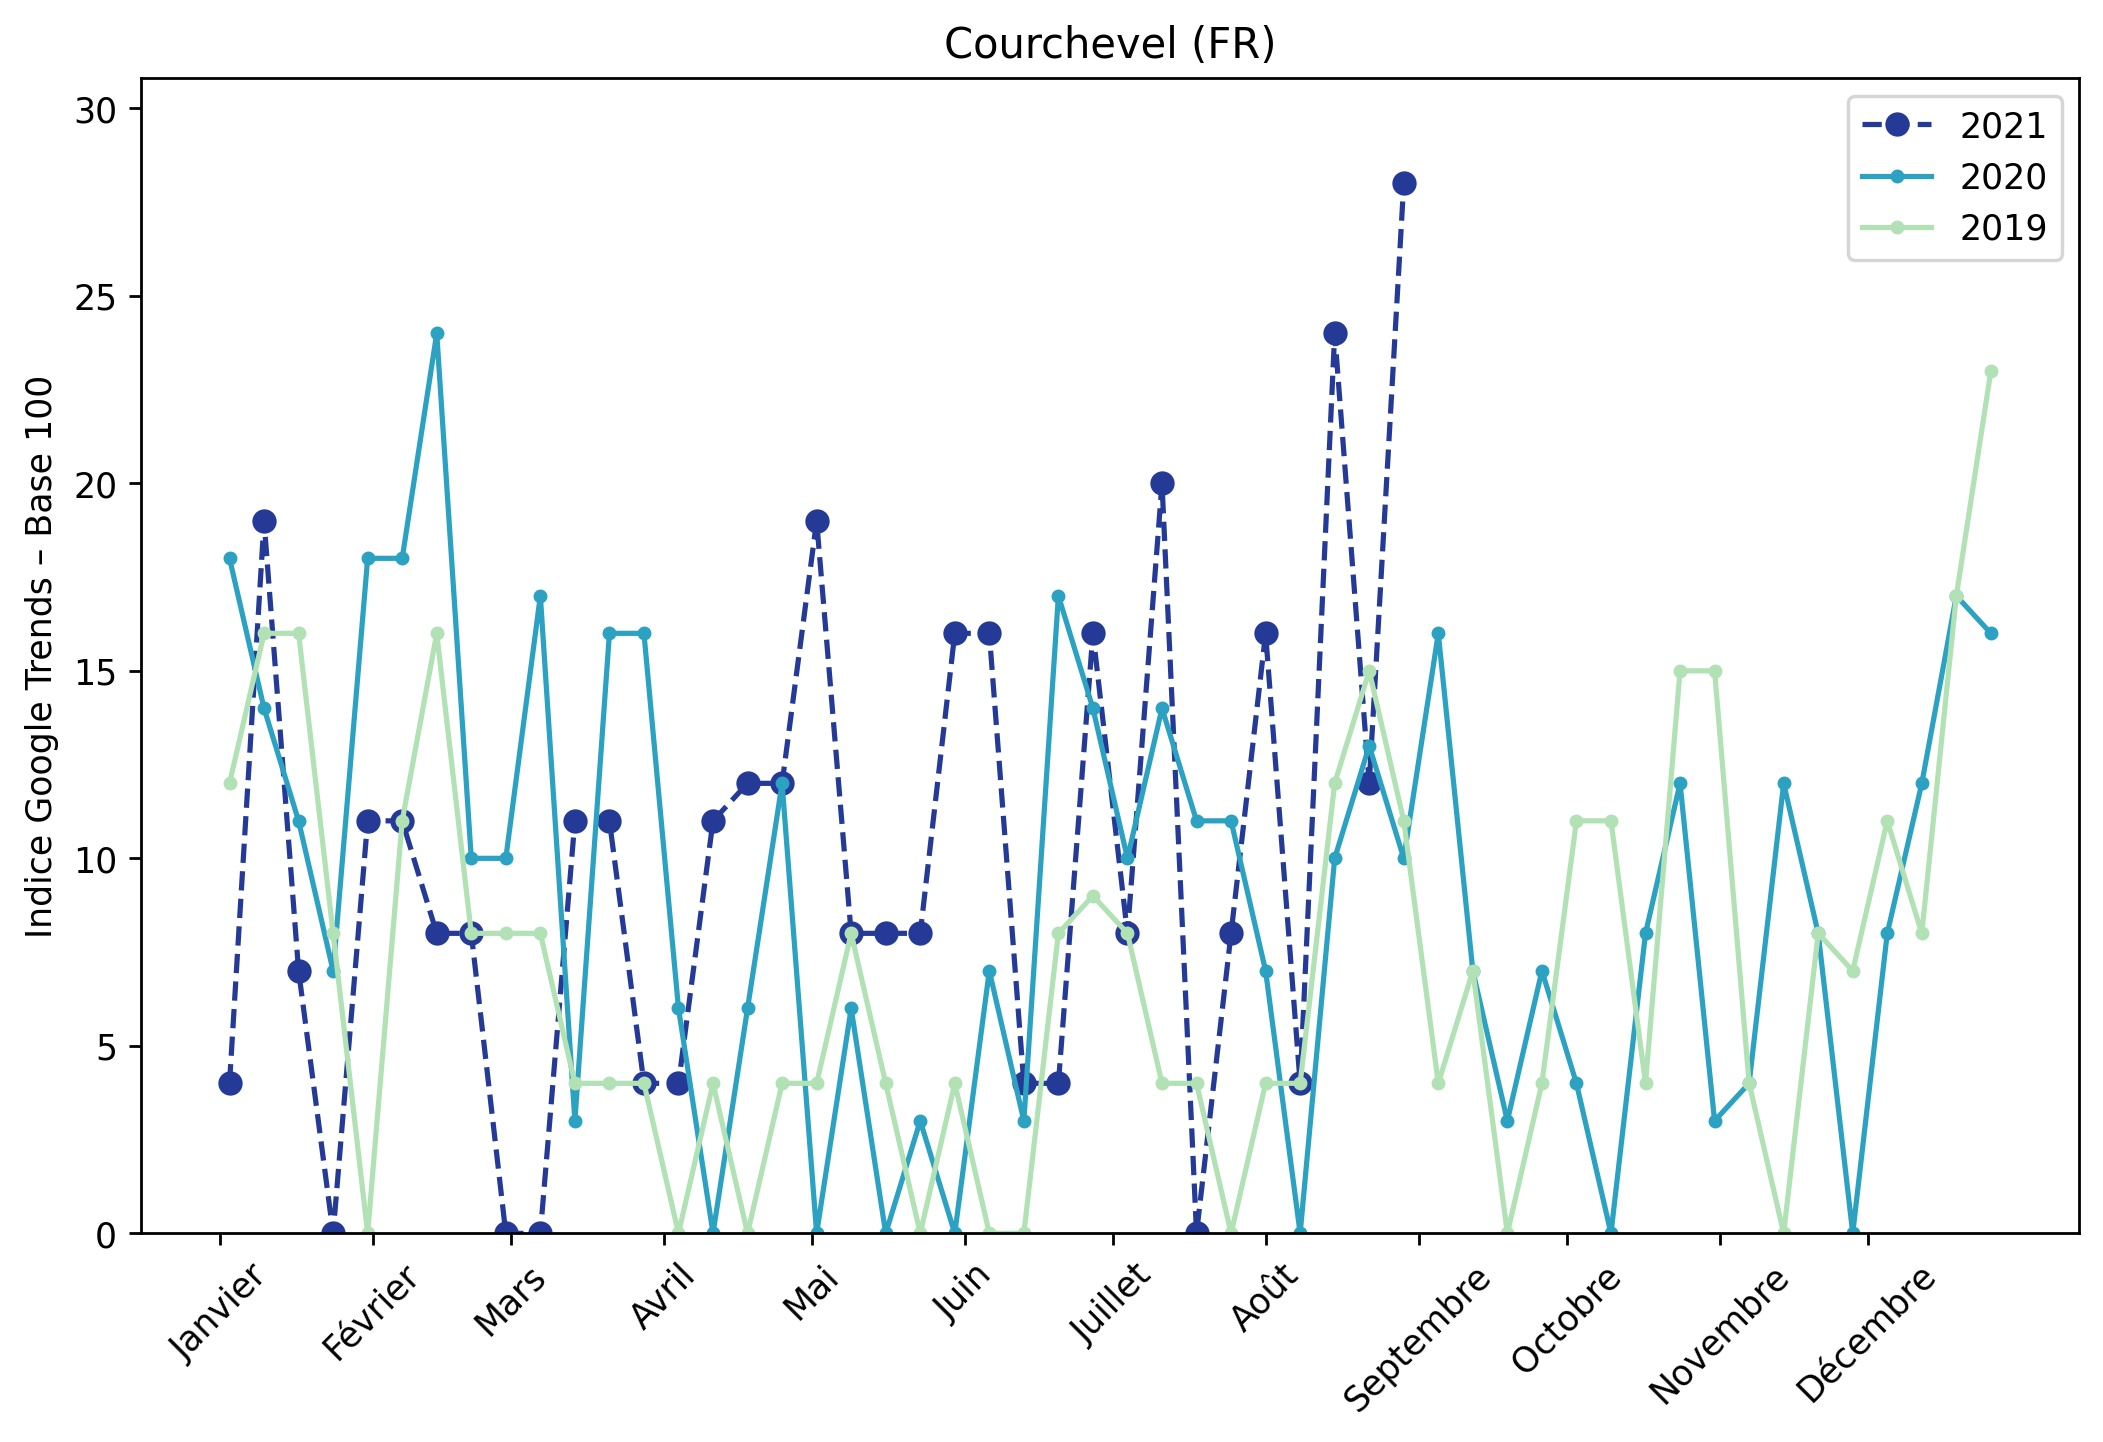 Courchevel (FR)
Indice Google Trends – Base 100
30
25
20
15
10
5
0
2021
2020
2019
Janvier
Février
Mars
Avril
Mai
Juin
Juillet
Août
Septembre
Octobre
Novembre
Décembre